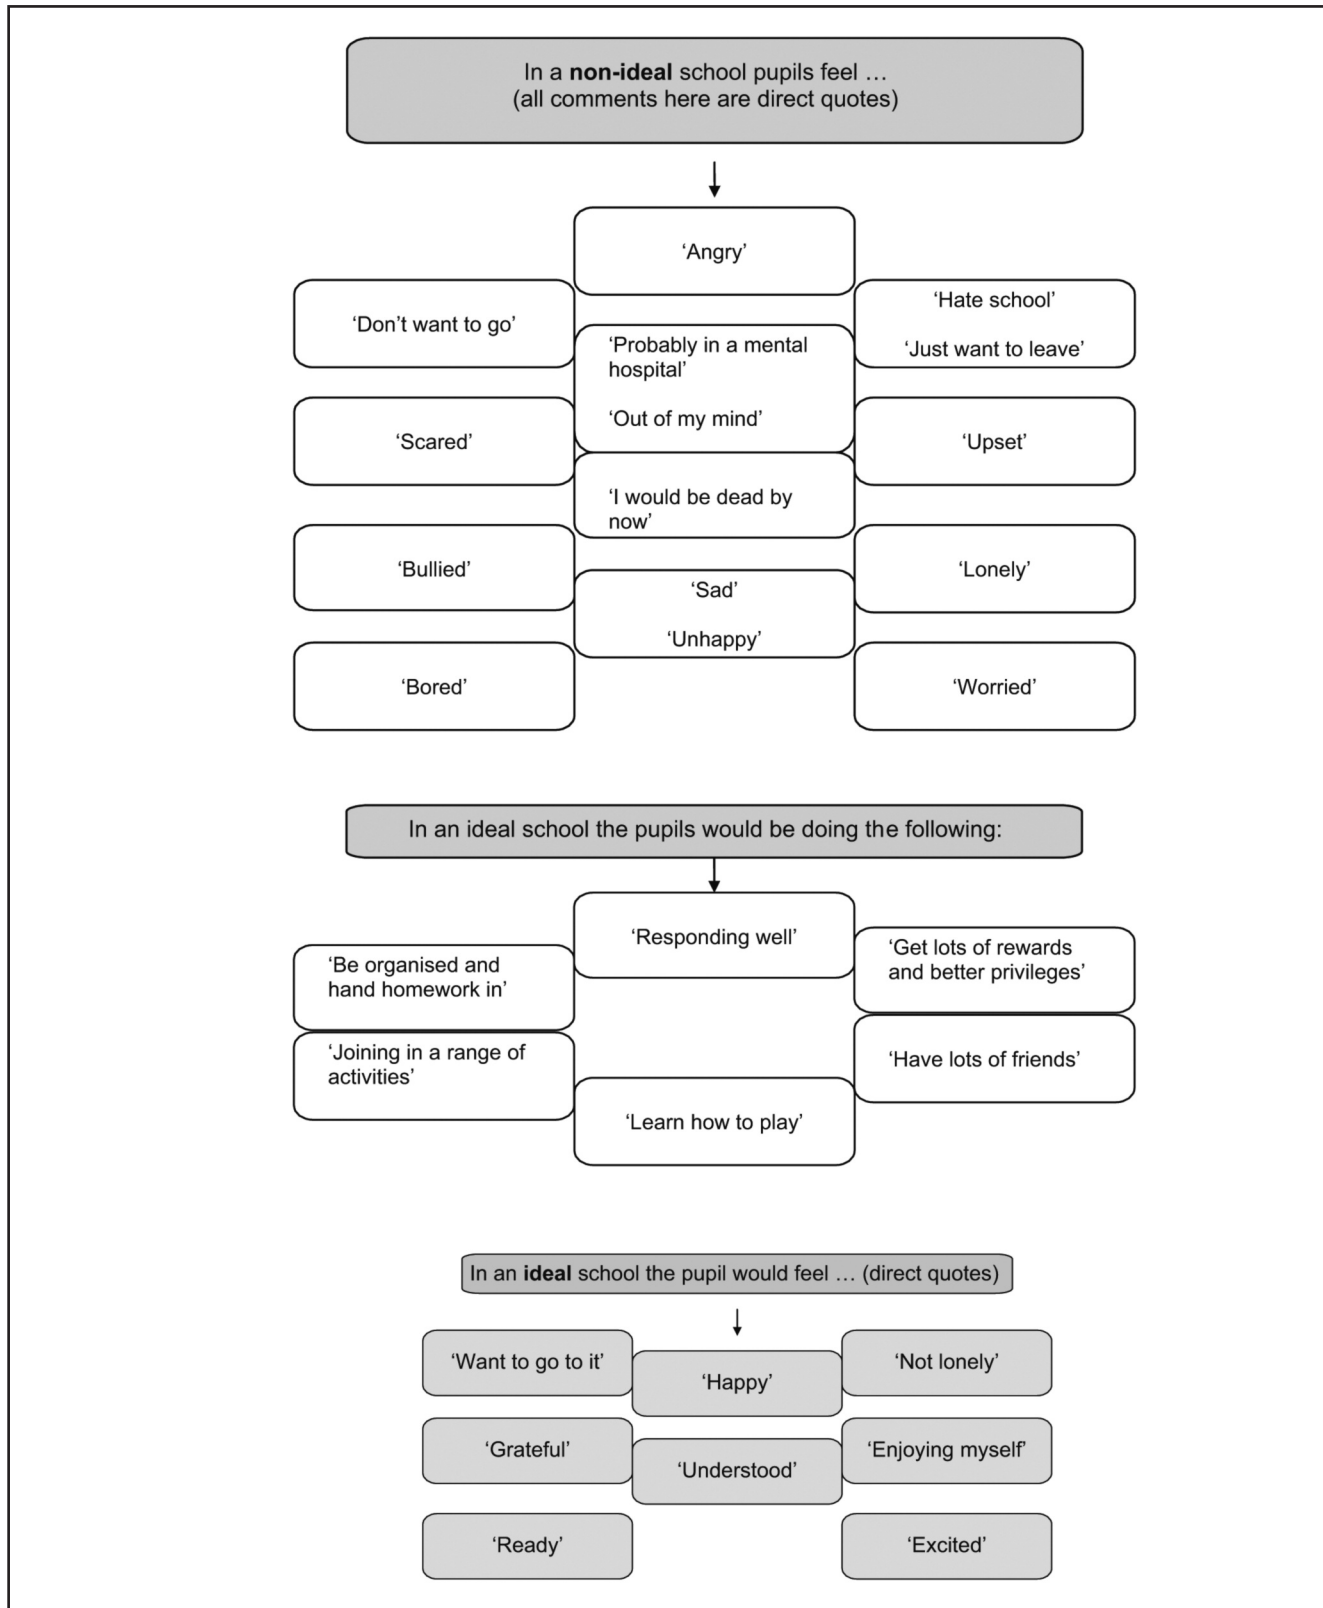 In a non-ideal school pupils feel …
(all comments here are direct quotes)
‘Angry’
‘Don’t want to go’
‘Hate school’
‘Just want to leave’
‘Probably in a mental
hospital’
‘Out of my mind’
‘Scared’
‘Upset’
‘I would be dead by
now’
‘Bullied’
‘Lonely’
‘Sad’
‘Unhappy’
‘Bored’
‘Worried’
In an ideal school the pupils would be doing the following:
‘Responding well’
‘Be organised and
hand homework in’
‘Get lots of rewards
and better privileges’
‘Joining in a range of
activities’
‘Have lots of friends’
‘Learn how to play’
In an ideal school the pupil would feel … (direct quotes)
‘Want to go to it’
‘Happy’
‘Not lonely’
‘Grateful’
‘Understood’
‘Enjoying myself’
‘Ready’
‘Excited’